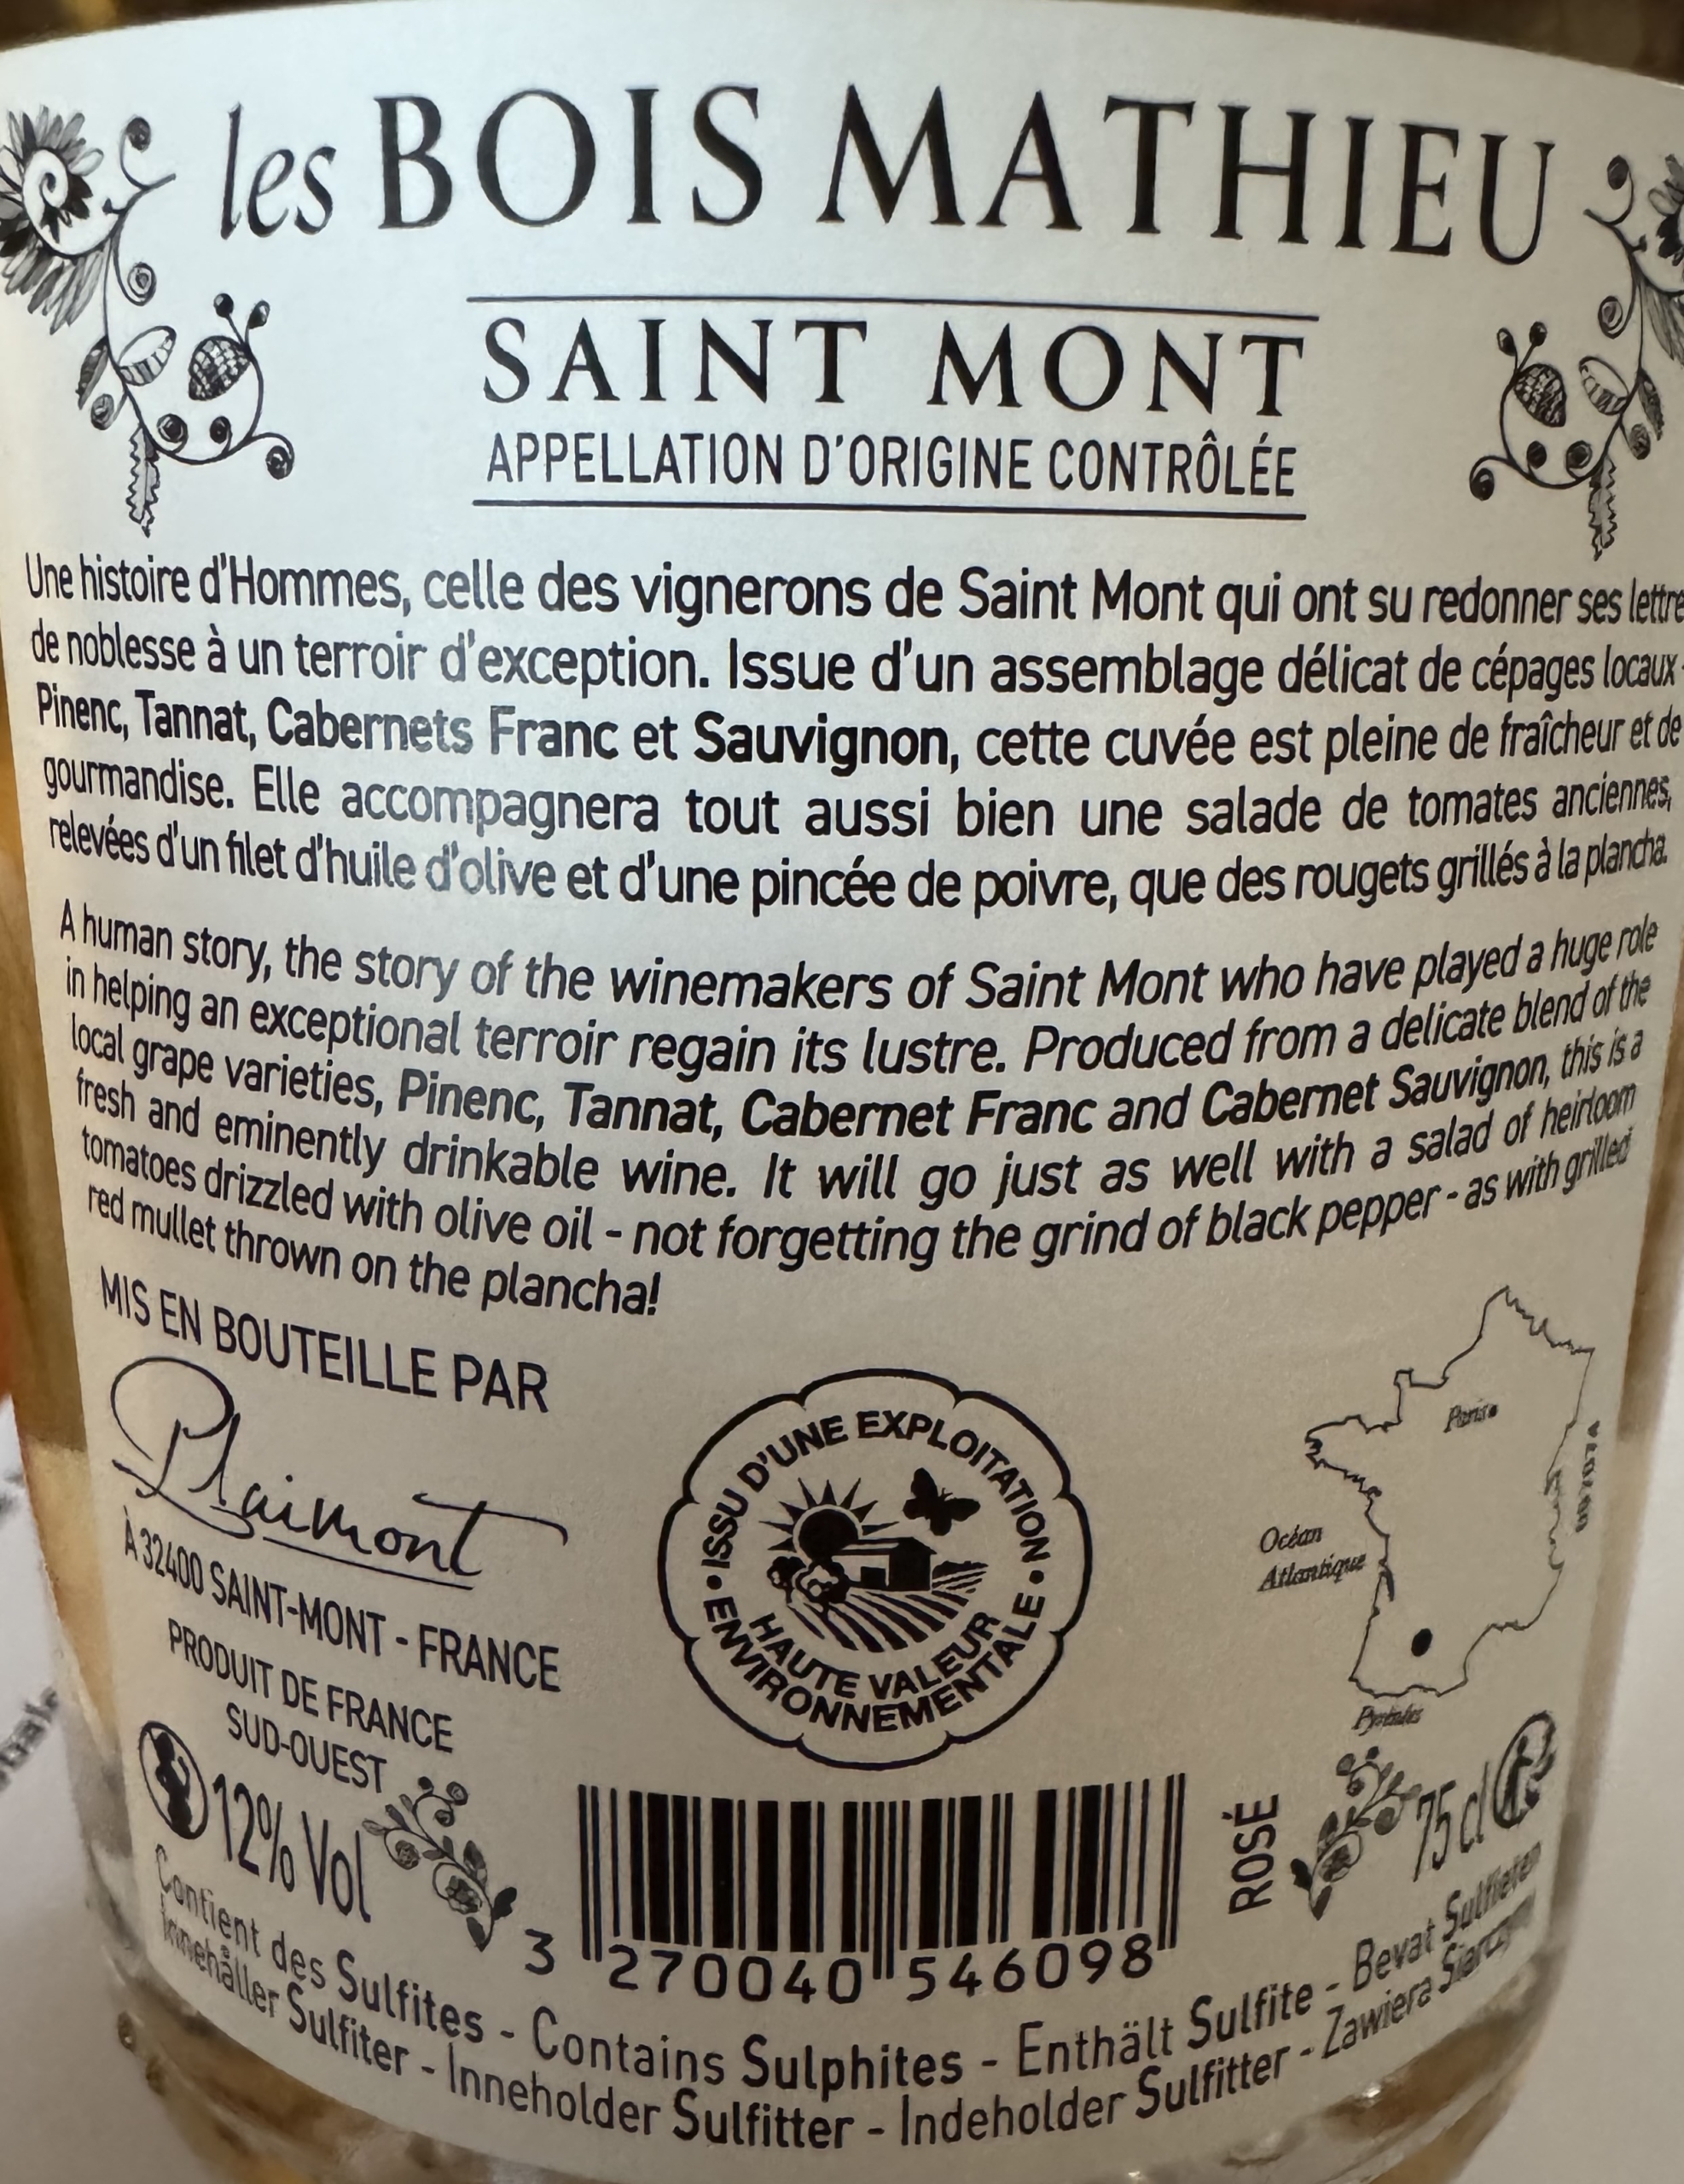 les BOIS MATHIEU
SAINT MONT
APPELLATION D'ORIGINE CONTRÔLÉE
Une histoire d'Hommes, celle des vignerons de Saint Mont qui ont su redonner ses lettre
de noblesse à un terroir d'exception. Issue d'un assemblage délicat de cépages locaux -
Pinenc, Tannat, Cabernets Franc et Sauvignon, cette cuvée est pleine de fraîcheur et de
gourmandise. Elle accompagnera tout aussi bien une salade de tomates anciennes,
relevées d'un filet d'huile d'olive et d'une pincée de poivre, que des rougets grillés à la plancha.
A human story, the story of the winemakers of Saint Mont who have played a huge role
in helping an exceptional terroir regain its lustre. Produced from a delicate blend of the
local grape varieties, Pinenc, Tannat, Cabernet Franc and Cabernet Sauvignon, this is a
fresh and eminently drinkable wine. It will go just as well with a salad of heirloom
tomatoes drizzled with olive oil - not forgetting the grind of black pepper - as with grilled
red mullet thrown on the plancha!
MIS EN BOUTEILLE PAR
Plaimont
À 32400 SAINT-MONT - FRANCE
PRODUIT DE FRANCE
SUD-OUEST
12% Vol
• ISSU D'UNE EXPLOITATION •
HAUTE VALEUR
ENVIRONNEMENTALE
Paris
Océan
Atlantique
Pyrénées
ROSÉ
75 cl
3 270040 546098
Contient des Sulfites - Contains Sulphites - Enthält Sulfite - Bevat Sulfieten
Innehåller Sulfiter - Inneholder Sulfitter - Indeholder Sulfitter - Zawiera Siarczyny